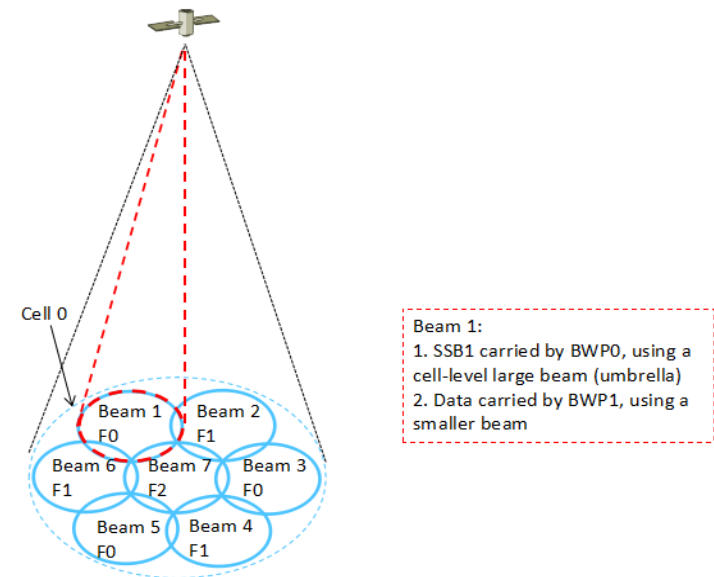 Cell 0
Beam 1
F0
Beam 2
F1
Beam 6
F1
Beam 7
F2
Beam 3
F0
Beam 5
F0
Beam 4
F1
Beam 1:
1. SSB1 carried by BWP0, using a
cell-level large beam (umbrella)
2. Data carried by BWP1, using a
smaller beam